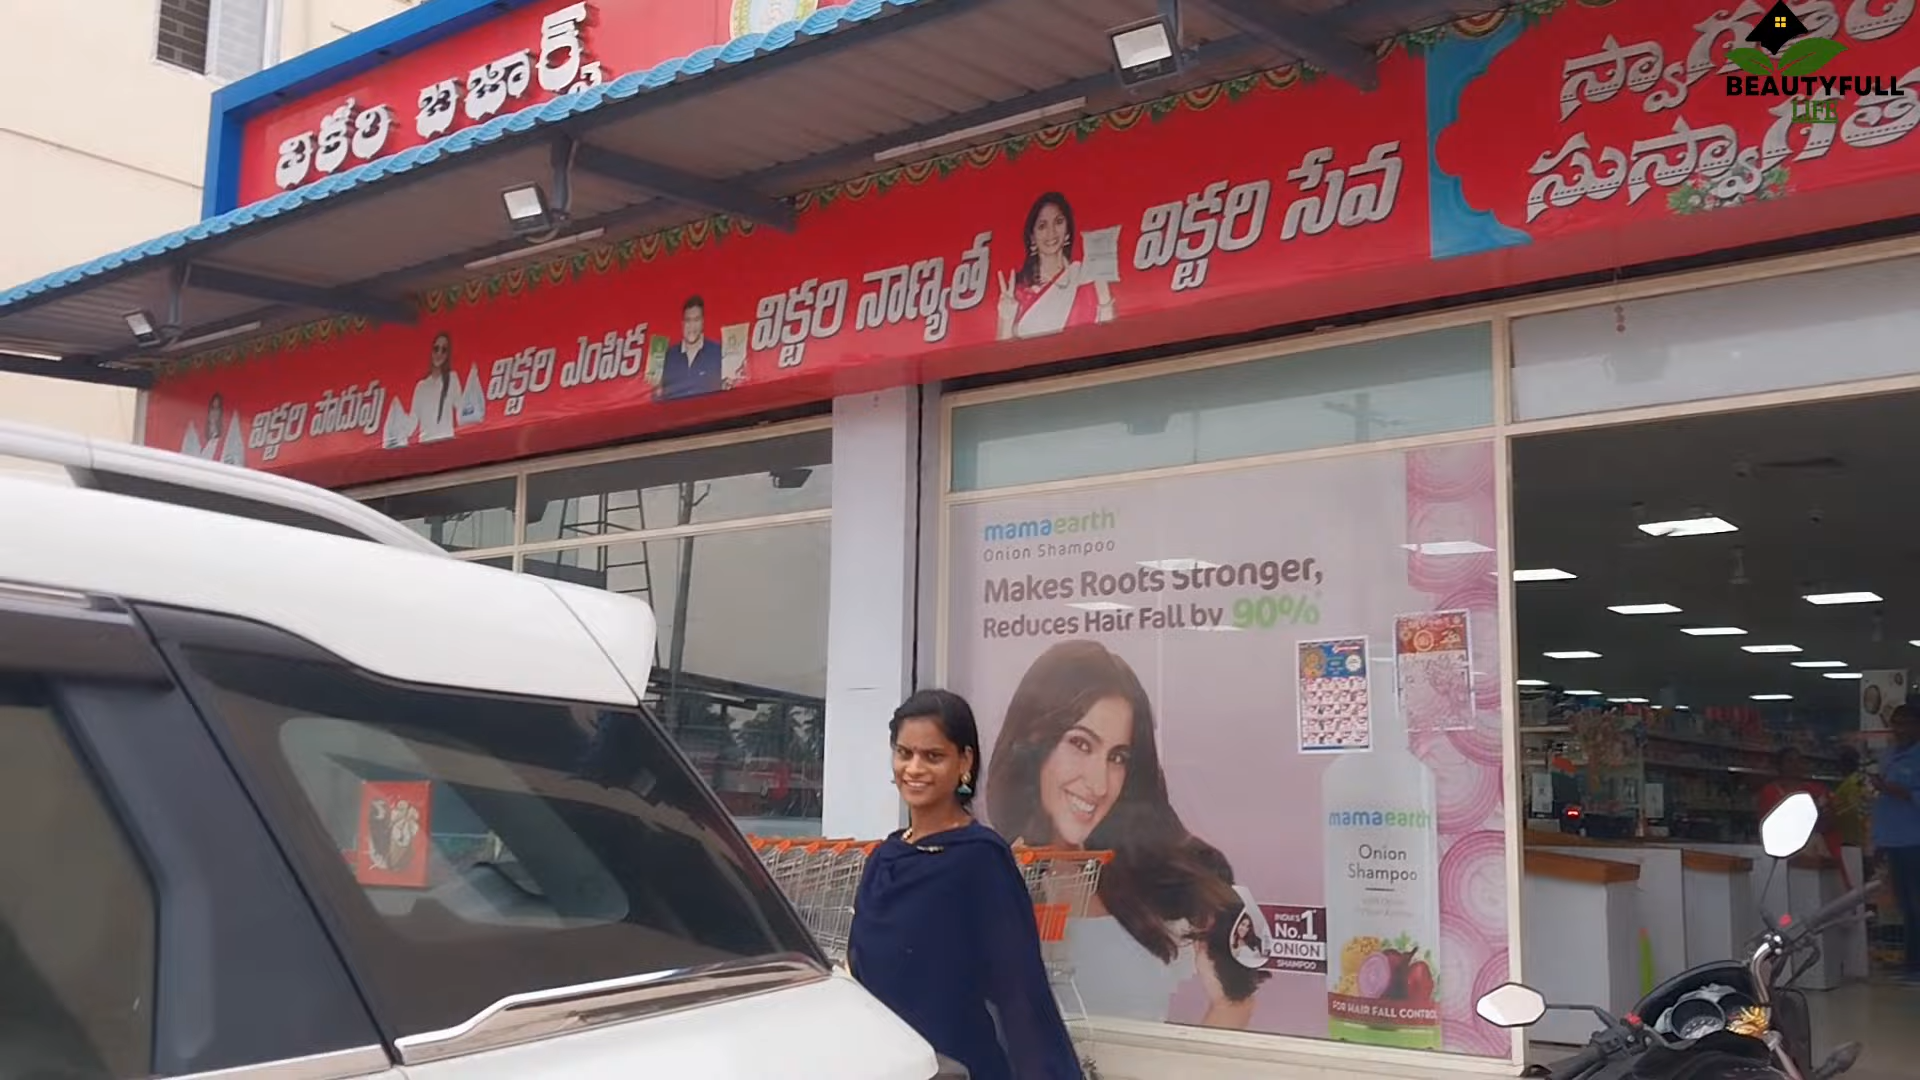 వికరి బజార్స్
స్వాగతం
సుస్వాగతం
విక్టరి పొదుపు
విక్టరి ఎంపిక
విక్టరి నాణ్యత
విక్టరి సేవ
BEAUTYFULL
LIFE
mamaearth
Onion Shampoo
Makes Roots Stronger,
Reduces Hair Fall by 90%*
mamaearth
Onion
Shampoo
INDIA'S
No.1
ONION
SHAMPOO
FOR HAIR FALL CONTROL